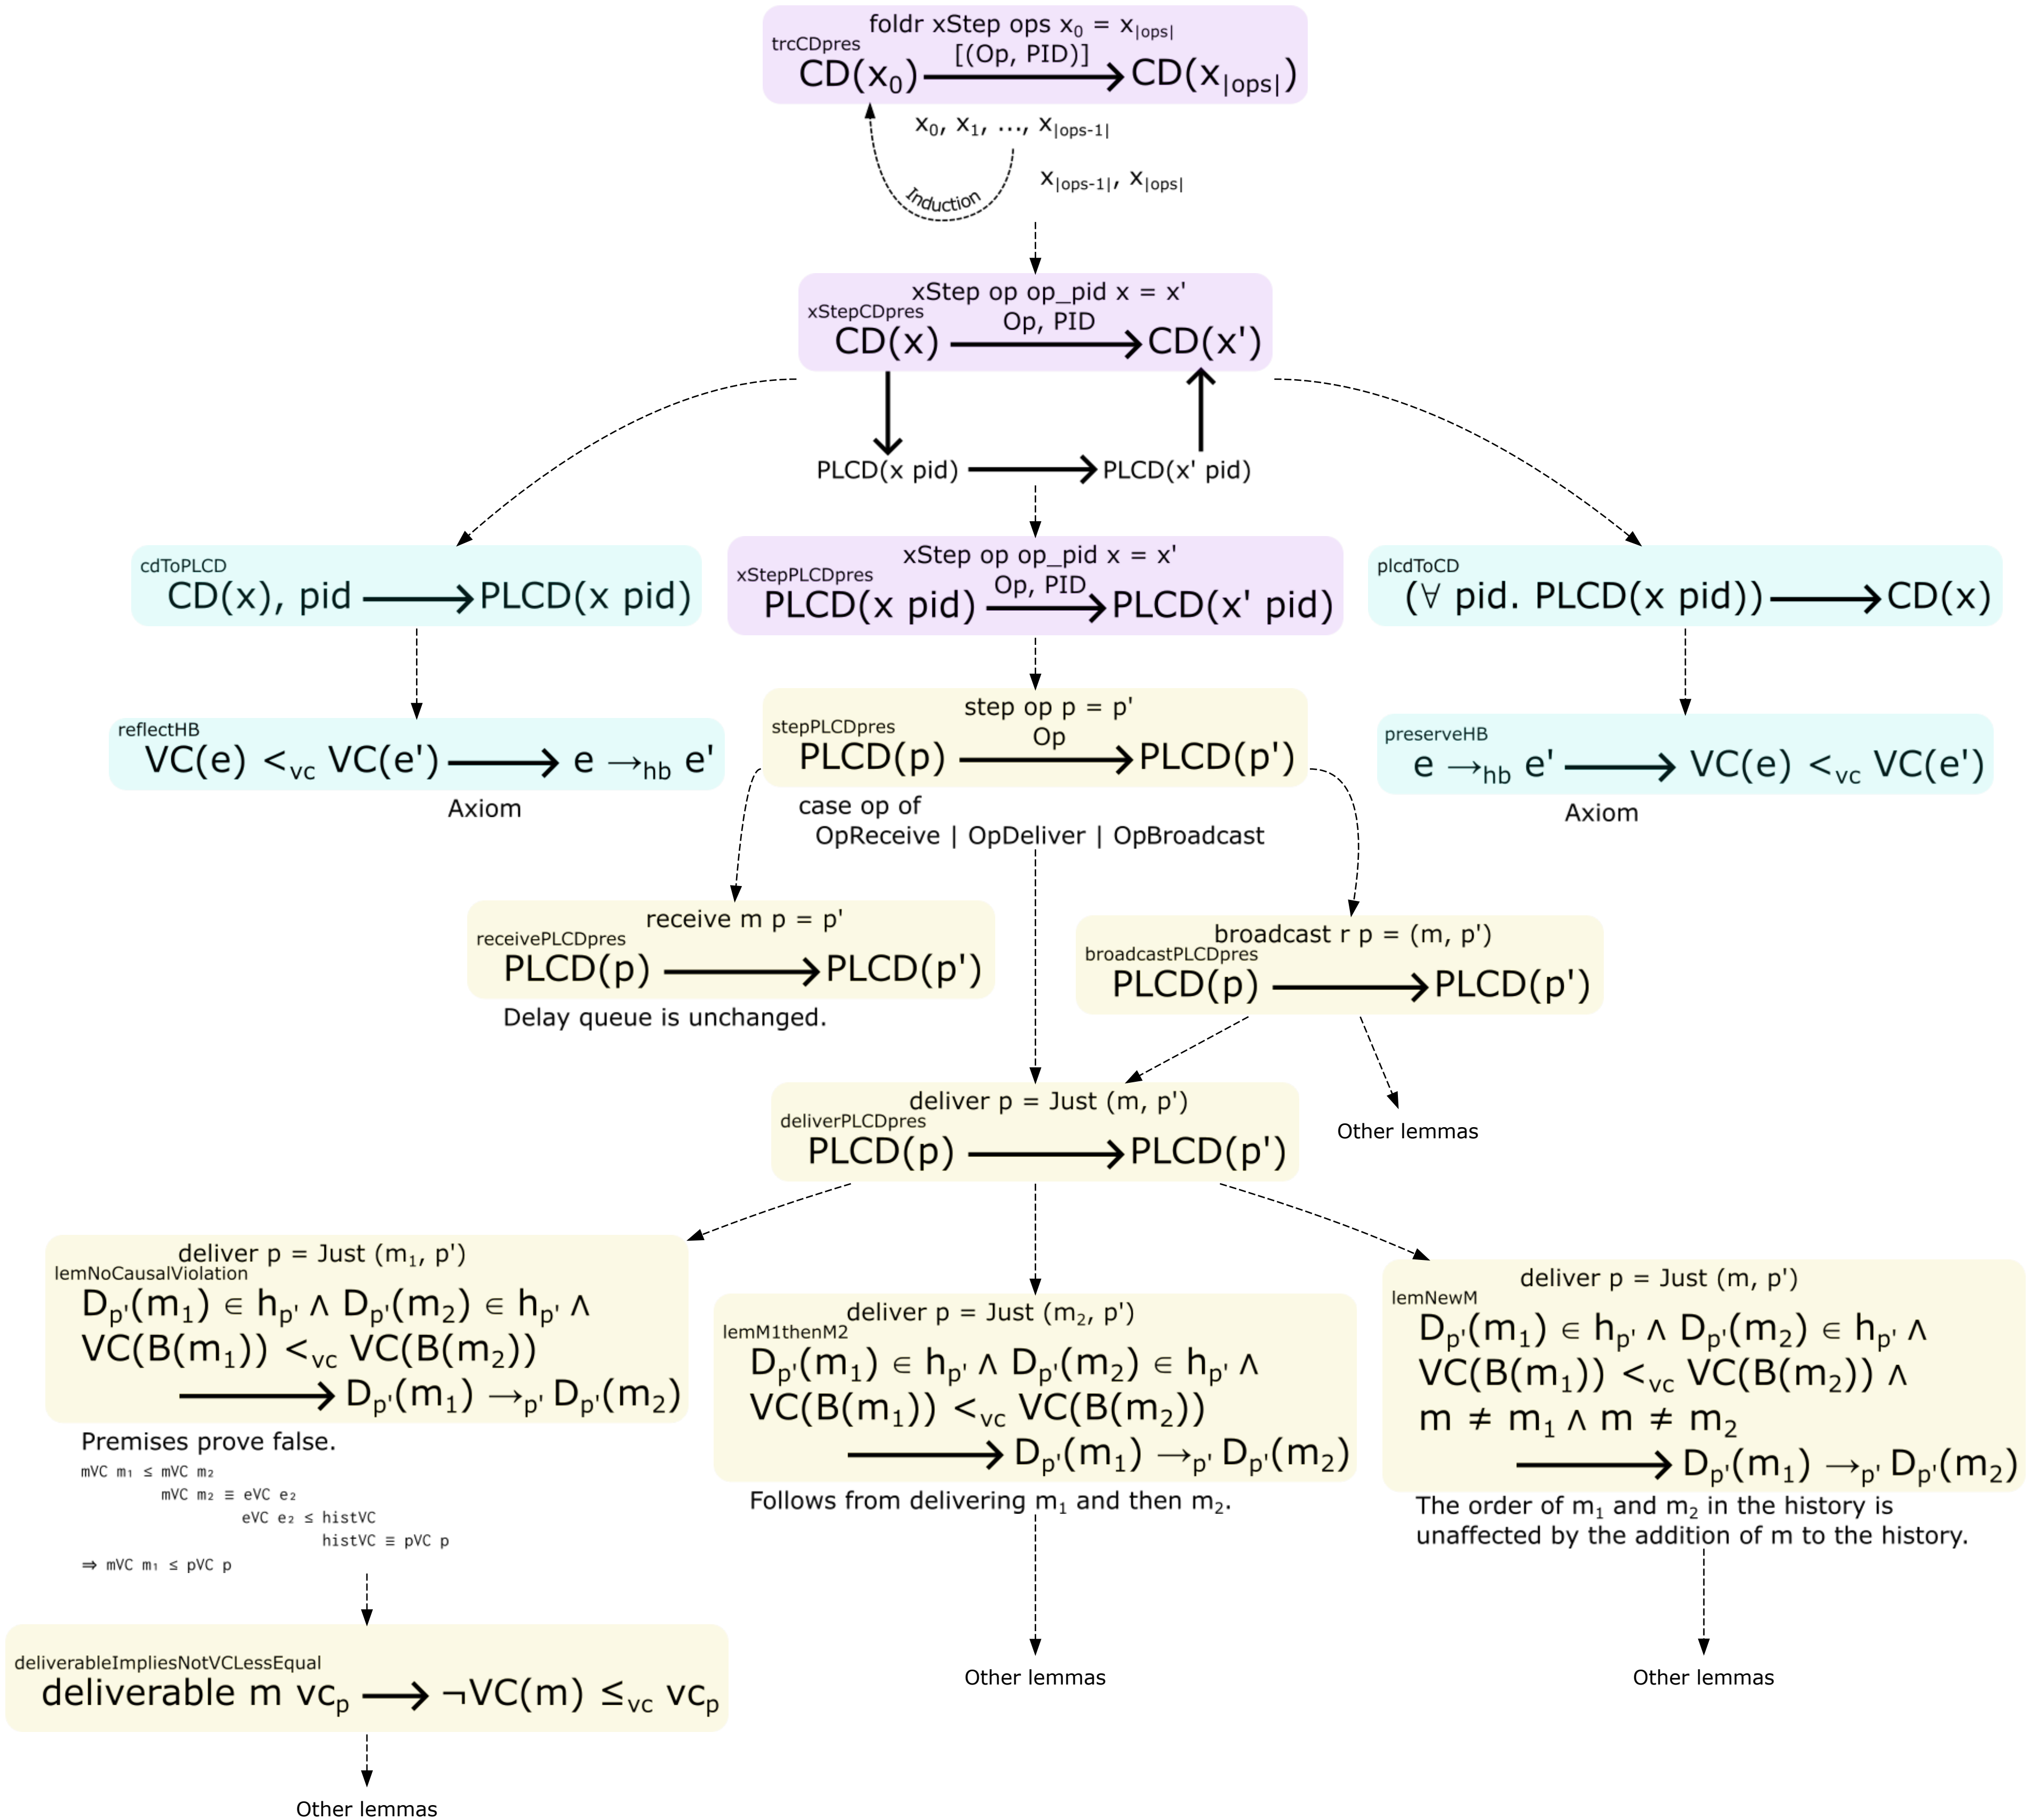 foldr xStep ops x₀ = x|ops|
trcCDpres
[(Op, PID)]
CD(x₀) ⟶ CD(x|ops|)
x₀, x₁, ..., x|ops-1|
x|ops-1|, x|ops|
Induction
xStep op op_pid x = x'
xStepCDpres
Op, PID
CD(x) ⟶ CD(x')
PLCD(x pid) ⟶ PLCD(x' pid)
cdToPLCD
CD(x), pid ⟶ PLCD(x pid)
xStep op op_pid x = x'
xStepPLCDpres
Op, PID
PLCD(x pid) ⟶ PLCD(x' pid)
plcdToCD
(∀ pid. PLCD(x pid)) ⟶ CD(x)
reflectHB
VC(e) <vc VC(e') ⟶ e →hb e'
Axiom
step op p = p'
stepPLCDpres
Op
PLCD(p) ⟶ PLCD(p')
case op of
OpReceive | OpDeliver | OpBroadcast
preserveHB
e →hb e' ⟶ VC(e) <vc VC(e')
Axiom
receive m p = p'
receivePLCDpres
PLCD(p) ⟶ PLCD(p')
Delay queue is unchanged.
broadcast r p = (m, p')
broadcastPLCDpres
PLCD(p) ⟶ PLCD(p')
Other lemmas
deliver p = Just (m, p')
deliverPLCDpres
PLCD(p) ⟶ PLCD(p')
deliver p = Just (m₁, p')
lemNoCausalViolation
Dp'(m₁) ∈ hp' ∧ Dp'(m₂) ∈ hp' ∧
VC(B(m₁)) <vc VC(B(m₂))
⟶ Dp'(m₁) →p' Dp'(m₂)
Premises prove false.
mVC m₁ ≤ mVC m₂
mVC m₂ ≡ eVC e₂
eVC e₂ ≤ histVC
histVC ≡ pVC p
⇒ mVC m₁ ≤ pVC p
deliverableImpliesNotVCLessEqual
deliverable m vcp ⟶ ¬VC(m) ≤vc vcp
Other lemmas
deliver p = Just (m₂, p')
lemM1thenM2
Dp'(m₁) ∈ hp' ∧ Dp'(m₂) ∈ hp' ∧
VC(B(m₁)) <vc VC(B(m₂))
⟶ Dp'(m₁) →p' Dp'(m₂)
Follows from delivering m₁ and then m₂.
Other lemmas
deliver p = Just (m, p')
lemNewM
Dp'(m₁) ∈ hp' ∧ Dp'(m₂) ∈ hp' ∧
VC(B(m₁)) <vc VC(B(m₂)) ∧
m ≠ m₁ ∧ m ≠ m₂
⟶ Dp'(m₁) →p' Dp'(m₂)
The order of m₁ and m₂ in the history is
unaffected by the addition of m to the history.
Other lemmas